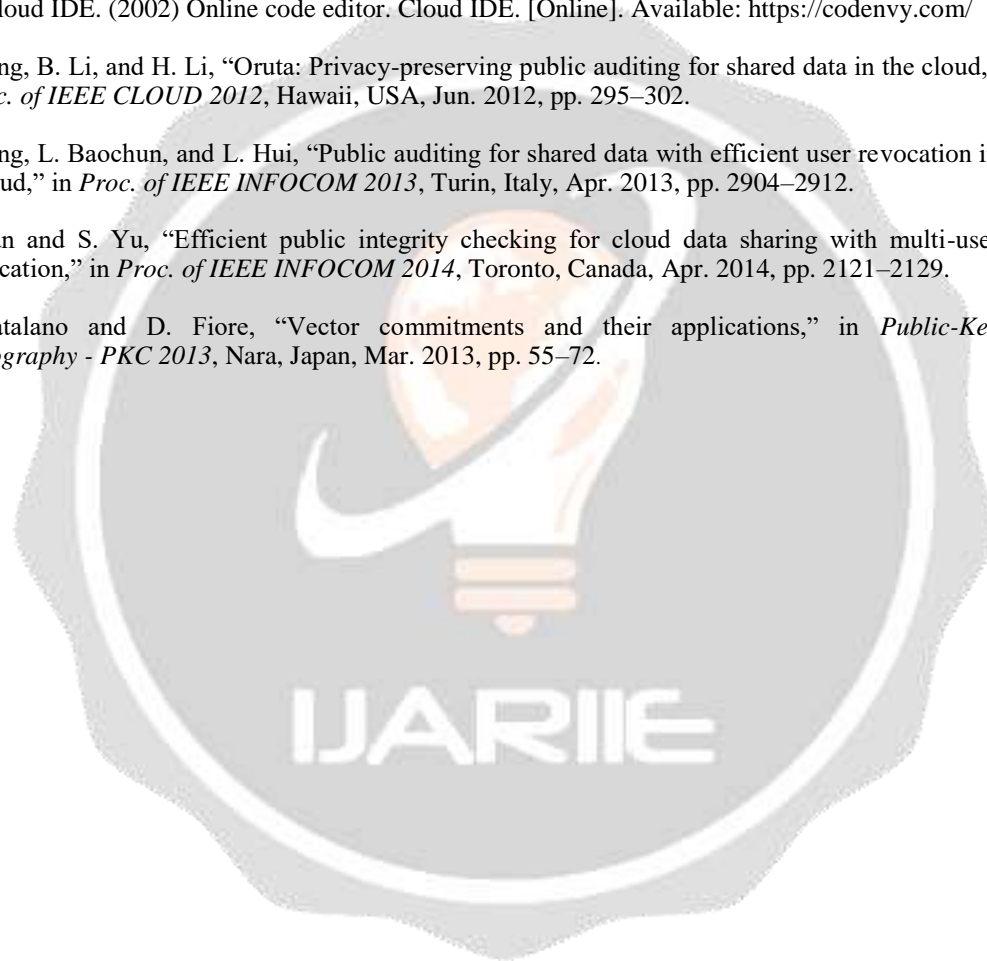 loud IDE. (2002) Online code editor. Cloud IDE. [Online]. Available: https://codenvy.com/
ng, B. Li, and H. Li, “Oruta: Privacy-preserving public auditing for shared data in the cloud,
c. of IEEE CLOUD 2012, Hawaii, USA, Jun. 2012, pp. 295–302.
ng, L. Baochun, and L. Hui, “Public auditing for shared data with efficient user revocation i
ud,” in Proc. of IEEE INFOCOM 2013, Turin, Italy, Apr. 2013, pp. 2904–2912.
n and S. Yu, “Efficient public integrity checking for cloud data sharing with multi-use
cation,” in Proc. of IEEE INFOCOM 2014, Toronto, Canada, Apr. 2014, pp. 2121–2129.
talano and D. Fiore, “Vector commitments and their applications,” in Public-Ke
graphy - PKC 2013, Nara, Japan, Mar. 2013, pp. 55–72.
IJARIIE